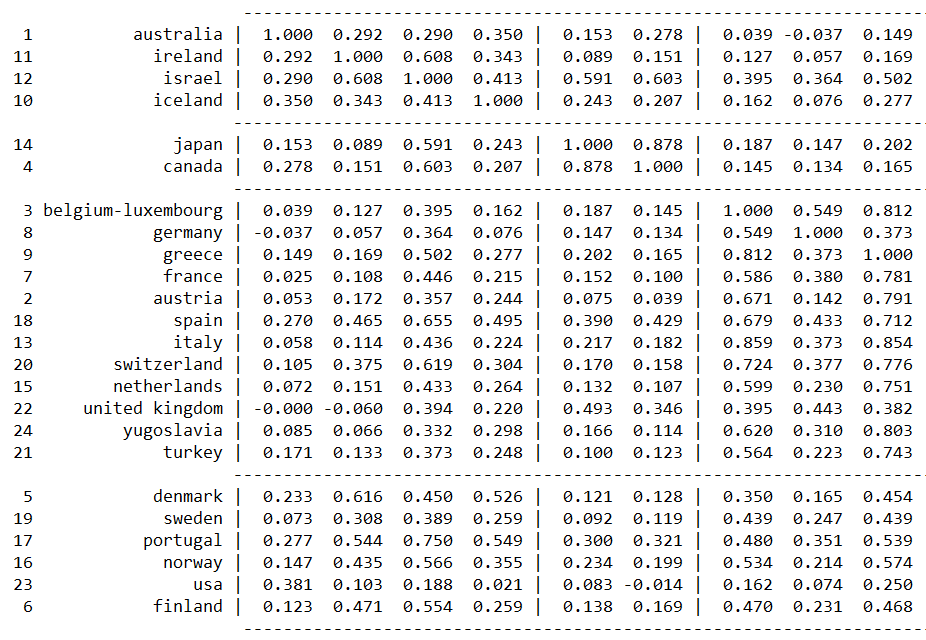 -------------------------------------------------------------------
 1           australia |  1.000  0.292  0.290  0.350 |  0.153  0.278 |  0.039 -0.037  0.149
11             ireland |  0.292  1.000  0.608  0.343 |  0.089  0.151 |  0.127  0.057  0.169
12              israel |  0.290  0.608  1.000  0.413 |  0.591  0.603 |  0.395  0.364  0.502
10             iceland |  0.350  0.343  0.413  1.000 |  0.243  0.207 |  0.162  0.076  0.277
--------------------------------------------------------------------
14               japan |  0.153  0.089  0.591  0.243 |  1.000  0.878 |  0.187  0.147  0.202
 4              canada |  0.278  0.151  0.603  0.207 |  0.878  1.000 |  0.145  0.134  0.165
--------------------------------------------------------------------
 3 belgium-luxembourg |  0.039  0.127  0.395  0.162 |  0.187  0.145 |  1.000  0.549  0.812
 8             germany | -0.037  0.057  0.364  0.076 |  0.147  0.134 |  0.549  1.000  0.373
 9              greece |  0.149  0.169  0.502  0.277 |  0.202  0.165 |  0.812  0.373  1.000
 7              france |  0.025  0.108  0.446  0.215 |  0.152  0.100 |  0.586  0.380  0.781
 2             austria |  0.053  0.172  0.357  0.244 |  0.075  0.039 |  0.671  0.142  0.791
18               spain |  0.270  0.465  0.655  0.495 |  0.390  0.429 |  0.679  0.433  0.712
13               italy |  0.058  0.114  0.436  0.224 |  0.217  0.182 |  0.859  0.373  0.854
20         switzerland |  0.105  0.375  0.619  0.304 |  0.170  0.158 |  0.724  0.377  0.776
15         netherlands |  0.072  0.151  0.433  0.264 |  0.132  0.107 |  0.599  0.230  0.751
22      united kingdom | -0.000 -0.060  0.394  0.220 |  0.493  0.346 |  0.395  0.443  0.382
24          yugoslavia |  0.085  0.066  0.332  0.298 |  0.166  0.114 |  0.620  0.310  0.803
21              turkey |  0.171  0.133  0.373  0.248 |  0.100  0.123 |  0.564  0.223  0.743
--------------------------------------------------------------------
 5             denmark |  0.233  0.616  0.450  0.526 |  0.121  0.128 |  0.350  0.165  0.454
19              sweden |  0.073  0.308  0.389  0.259 |  0.092  0.119 |  0.439  0.247  0.439
17            portugal |  0.277  0.544  0.750  0.549 |  0.300  0.321 |  0.480  0.351  0.539
16              norway |  0.147  0.435  0.566  0.355 |  0.234  0.199 |  0.534  0.214  0.574
23                 usa |  0.381  0.103  0.188  0.021 |  0.083 -0.014 |  0.162  0.074  0.250
 6             finland |  0.123  0.471  0.554  0.259 |  0.138  0.169 |  0.470  0.231  0.468
-------------------------------------------------------------------